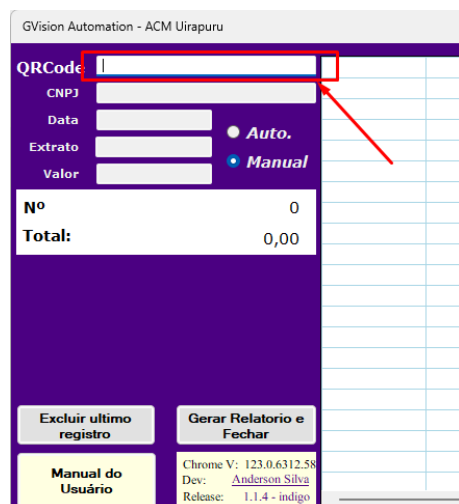 GVision Automation - ACM Uirapuru
QRCode
CNPJ
Data
Auto.
Extrato
Manual
Valor
Nº 0
Total: 0,00
Excluir ultimo
registro
Gerar Relatorio e
Fechar
Manual do
Usuário
Chrome V: 123.0.6312.58
Dev: Anderson Silva
Release: 1.1.4 - indigo